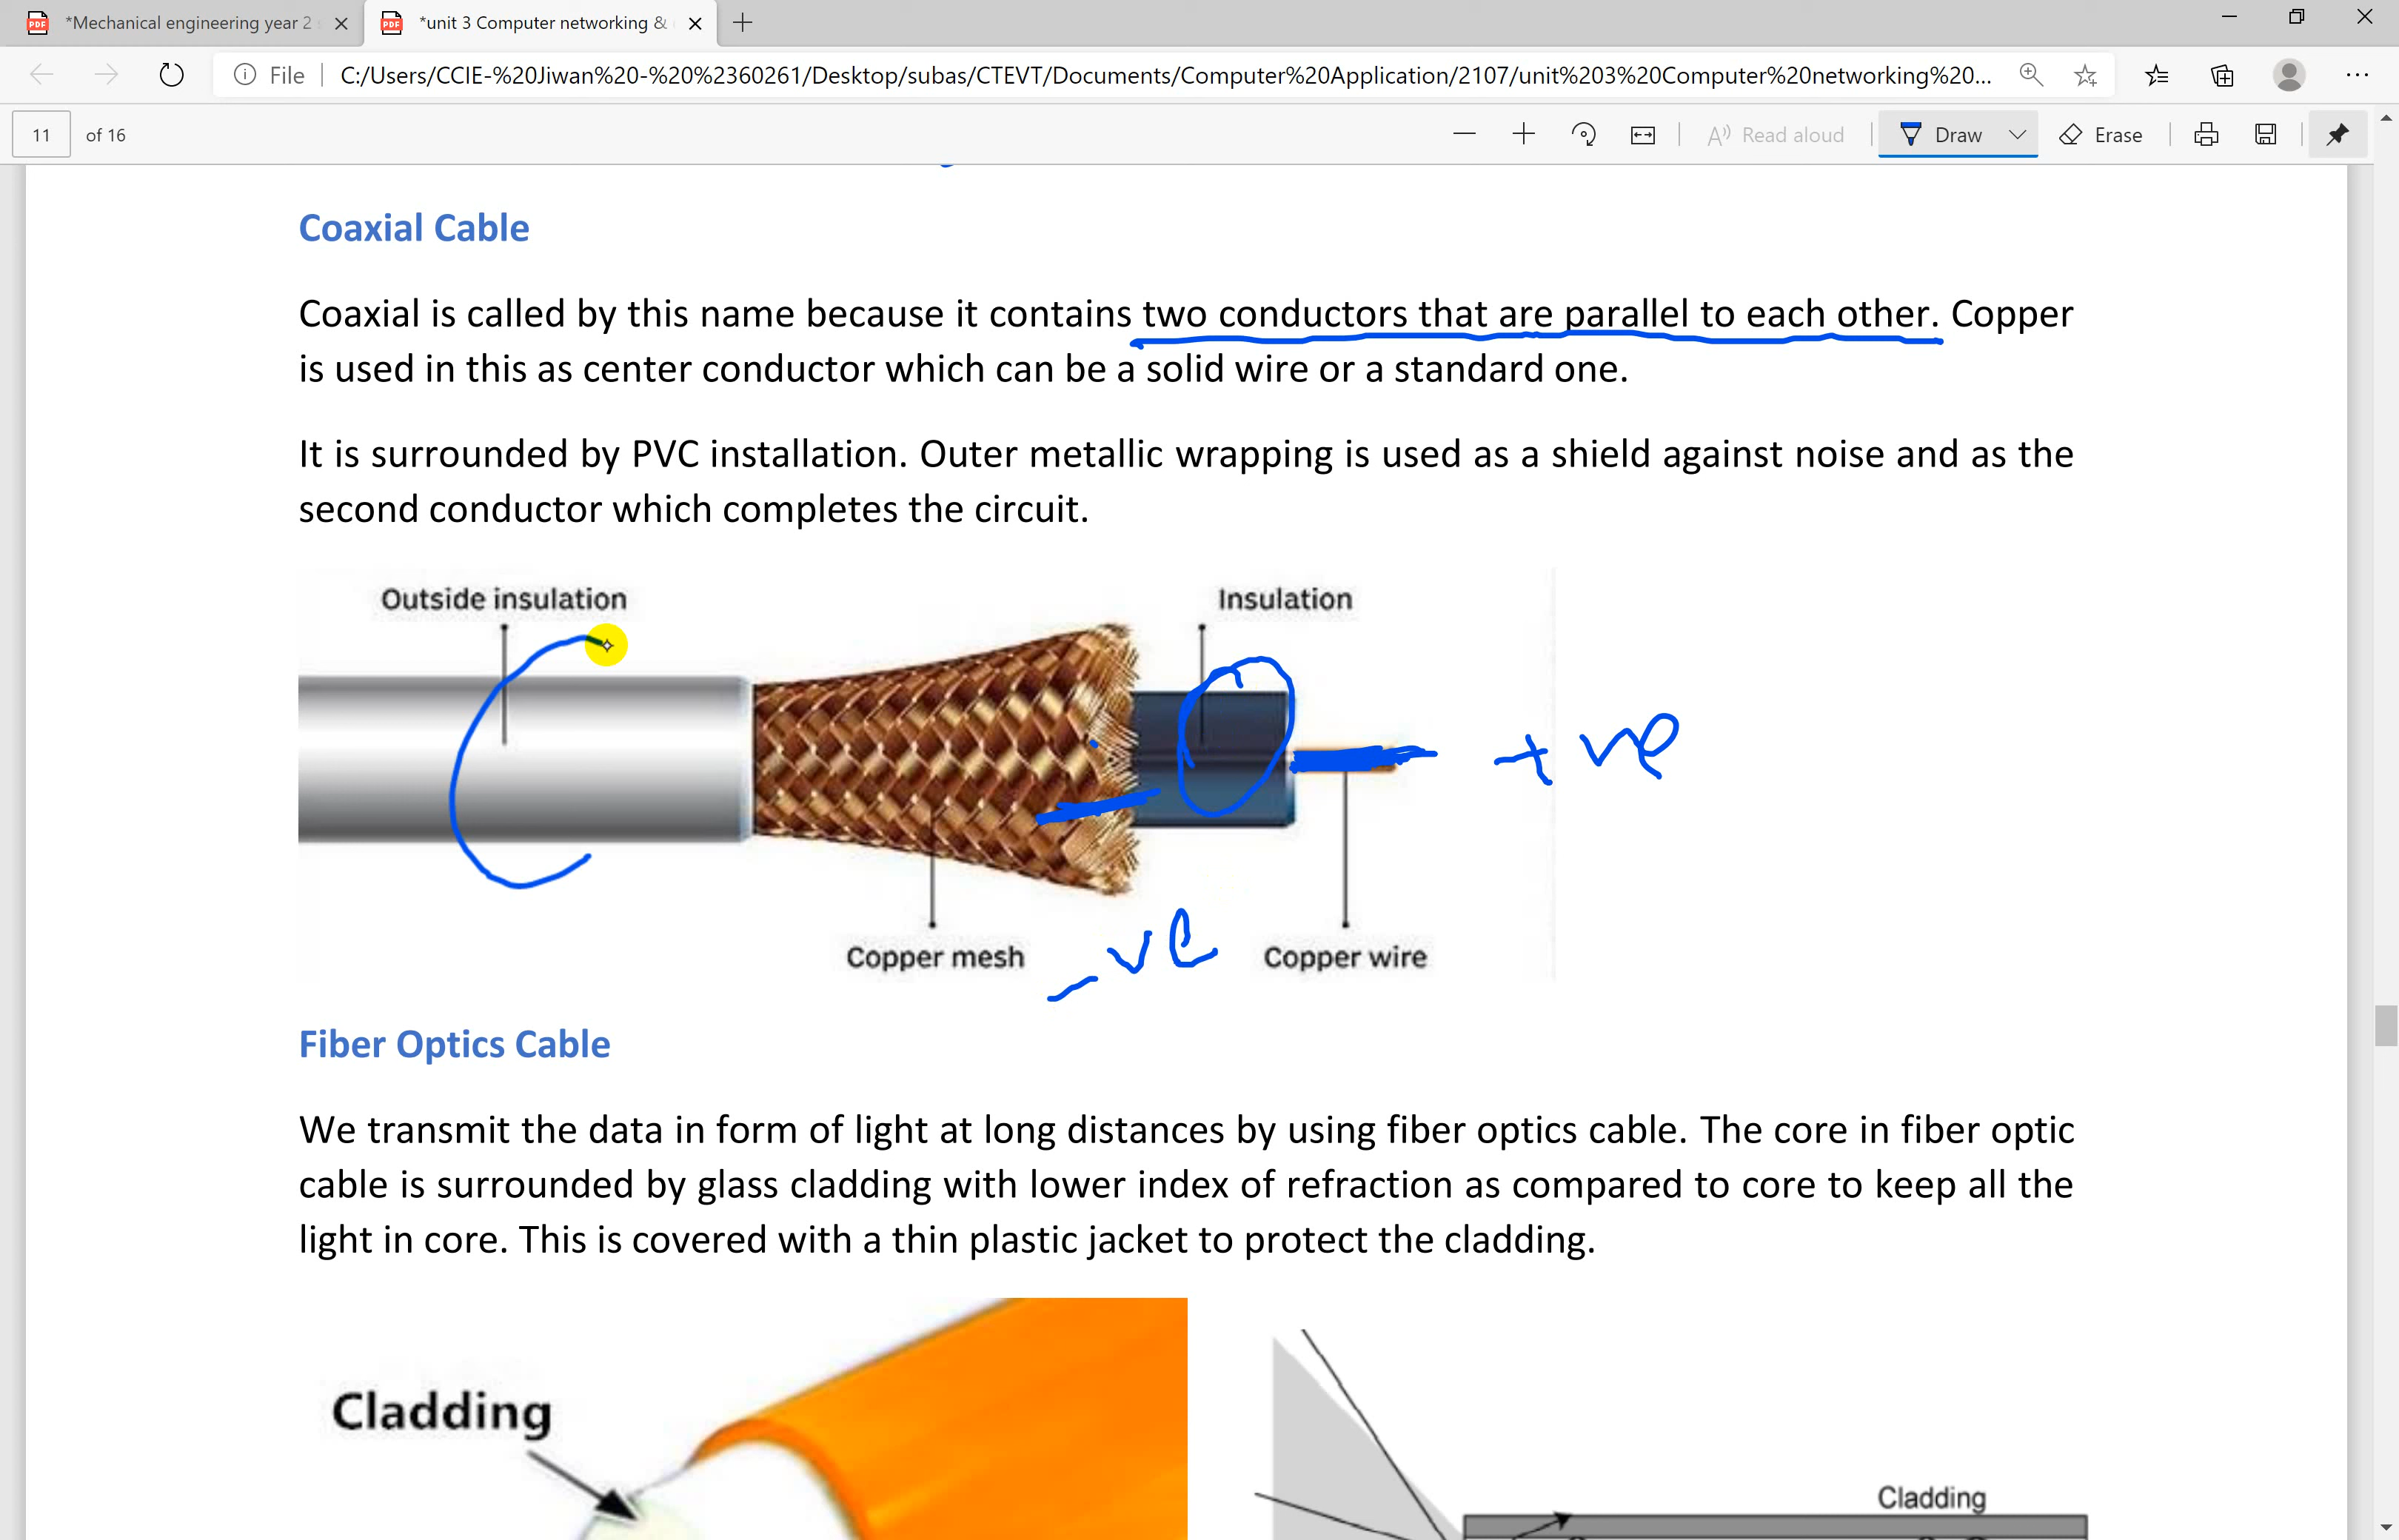 *Mechanical engineering year 2
*unit 3 Computer networking &
File
C:/Users/CCIE-%20Jiwan%20-%20%2360261/Desktop/subas/CTEVT/Documents/Computer%20Application/2107/unit%203%20Computer%20networking%20...
11 of 16
Read aloud
Draw
Erase
Coaxial Cable
Coaxial is called by this name because it contains two conductors that are parallel to each other. Copper
is used in this as center conductor which can be a solid wire or a standard one.
It is surrounded by PVC installation. Outer metallic wrapping is used as a shield against noise and as the
second conductor which completes the circuit.
Outside insulation
Insulation
+ ve
Copper mesh
- ve
Copper wire
Fiber Optics Cable
We transmit the data in form of light at long distances by using fiber optics cable. The core in fiber optic
cable is surrounded by glass cladding with lower index of refraction as compared to core to keep all the
light in core. This is covered with a thin plastic jacket to protect the cladding.
Cladding
Cladding